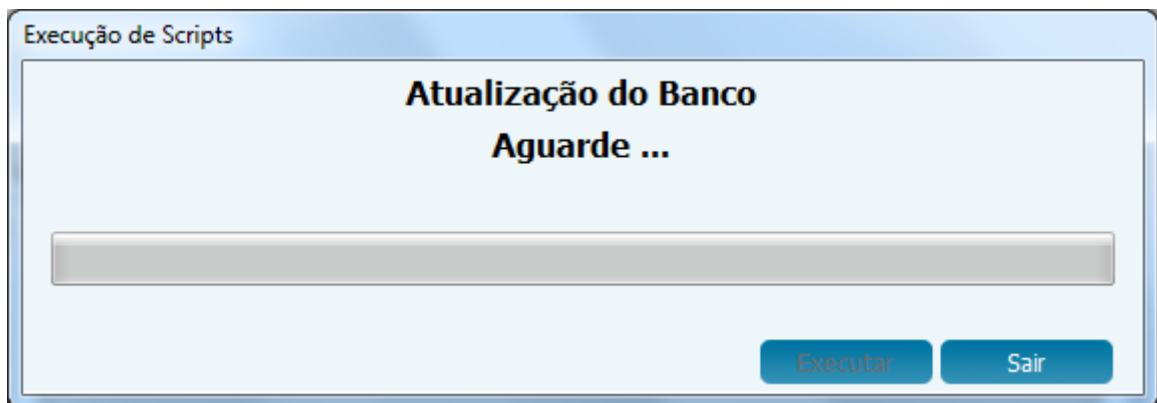 Execução de Scripts
Atualização do Banco
Aguarde ...
Executar
Sair